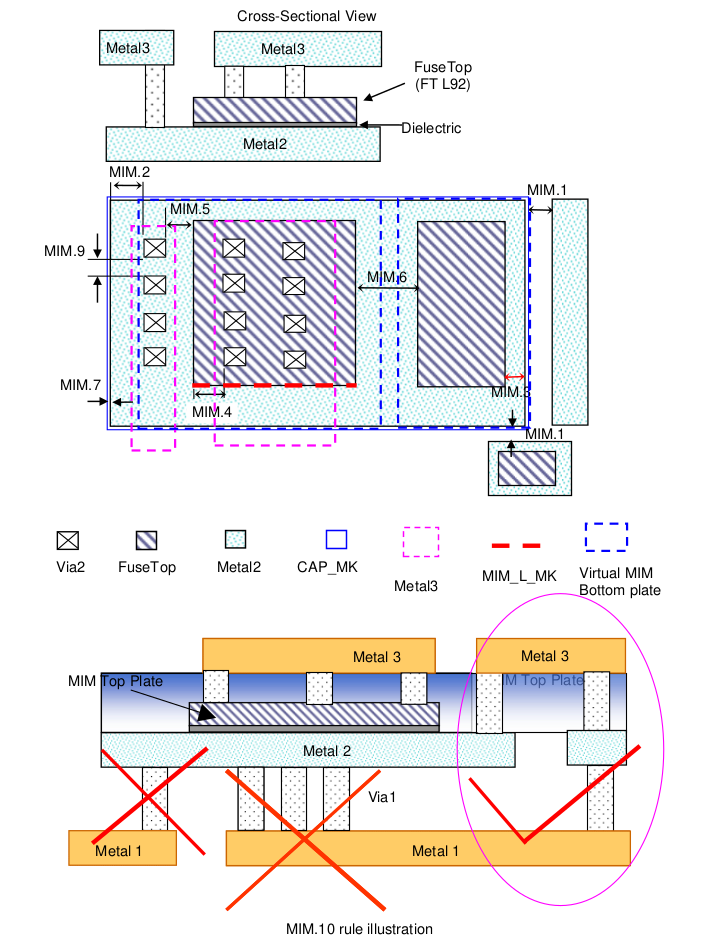 Cross-Sectional View
Metal3
Metal3
FuseTop
(FT L92)
Dielectric
Metal2
MIM.2
MIM.5
MIM.1
MIM.9
MIM.6
MIM.7
MIM.4
MIM.3
MIM.1
Via2
FuseTop
Metal2
CAP_MK
Metal3
MIM_L_MK
Virtual MIM
Bottom plate
Metal 3
Metal 3
MIM Top Plate
IM Top Plate
Metal 2
Via1
Metal 1
Metal 1
MIM.10 rule illustration